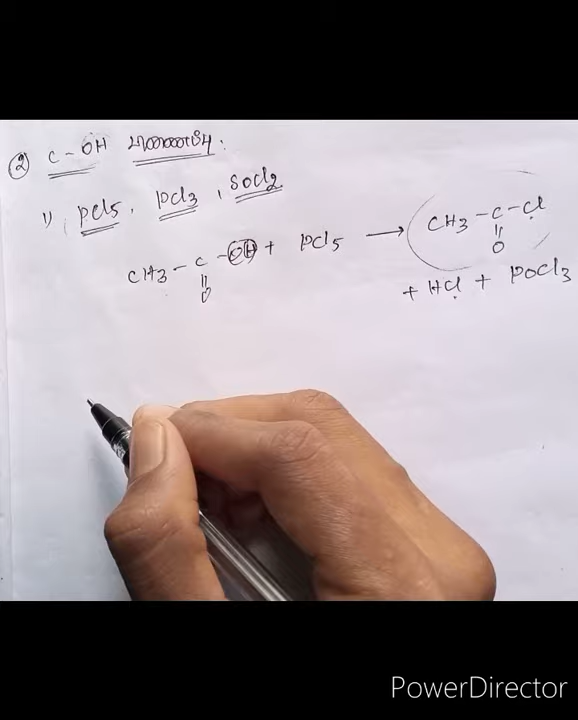 ② C - OH
1) PCl5, PCl3, SOCl2
CH3 - C - OH + PCl5 → CH3 - C - Cl
|| ||
O O
+ HCl + POCl3
PowerDirector